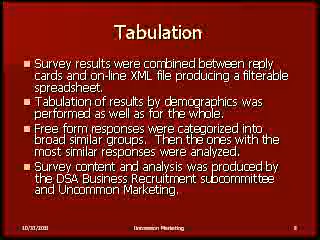 Tabulation
Survey results were combined between reply
cards and on-line XML file producing a filterable
spreadsheet.
Tabulation of results by demographics was
performed as well as for the whole.
Free form responses were categorized into
broad similar groups. Then the ones with the
most similar responses were analyzed.
Survey content and analysis was produced by
the DSA Business Recruitment subcommittee
and Uncommon Marketing.
Uncommon Marketing